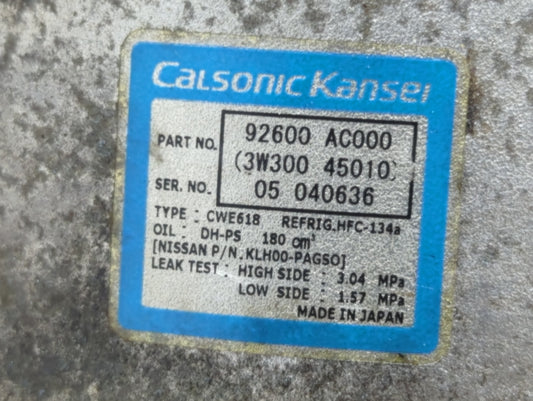 Calsonic Kansei
PART NO. 92600 AC000
(3W300 45010)
SER. NO. 05 040636
TYPE : CWE618 REFRIG.HFC-134a
OIL : DH-PS 180 cm³
[NISSAN P/N. KLH00-PAGS0]
LEAK TEST : HIGH SIDE : 3.04 MPa
LOW SIDE : 1.57 MPa
MADE IN JAPAN